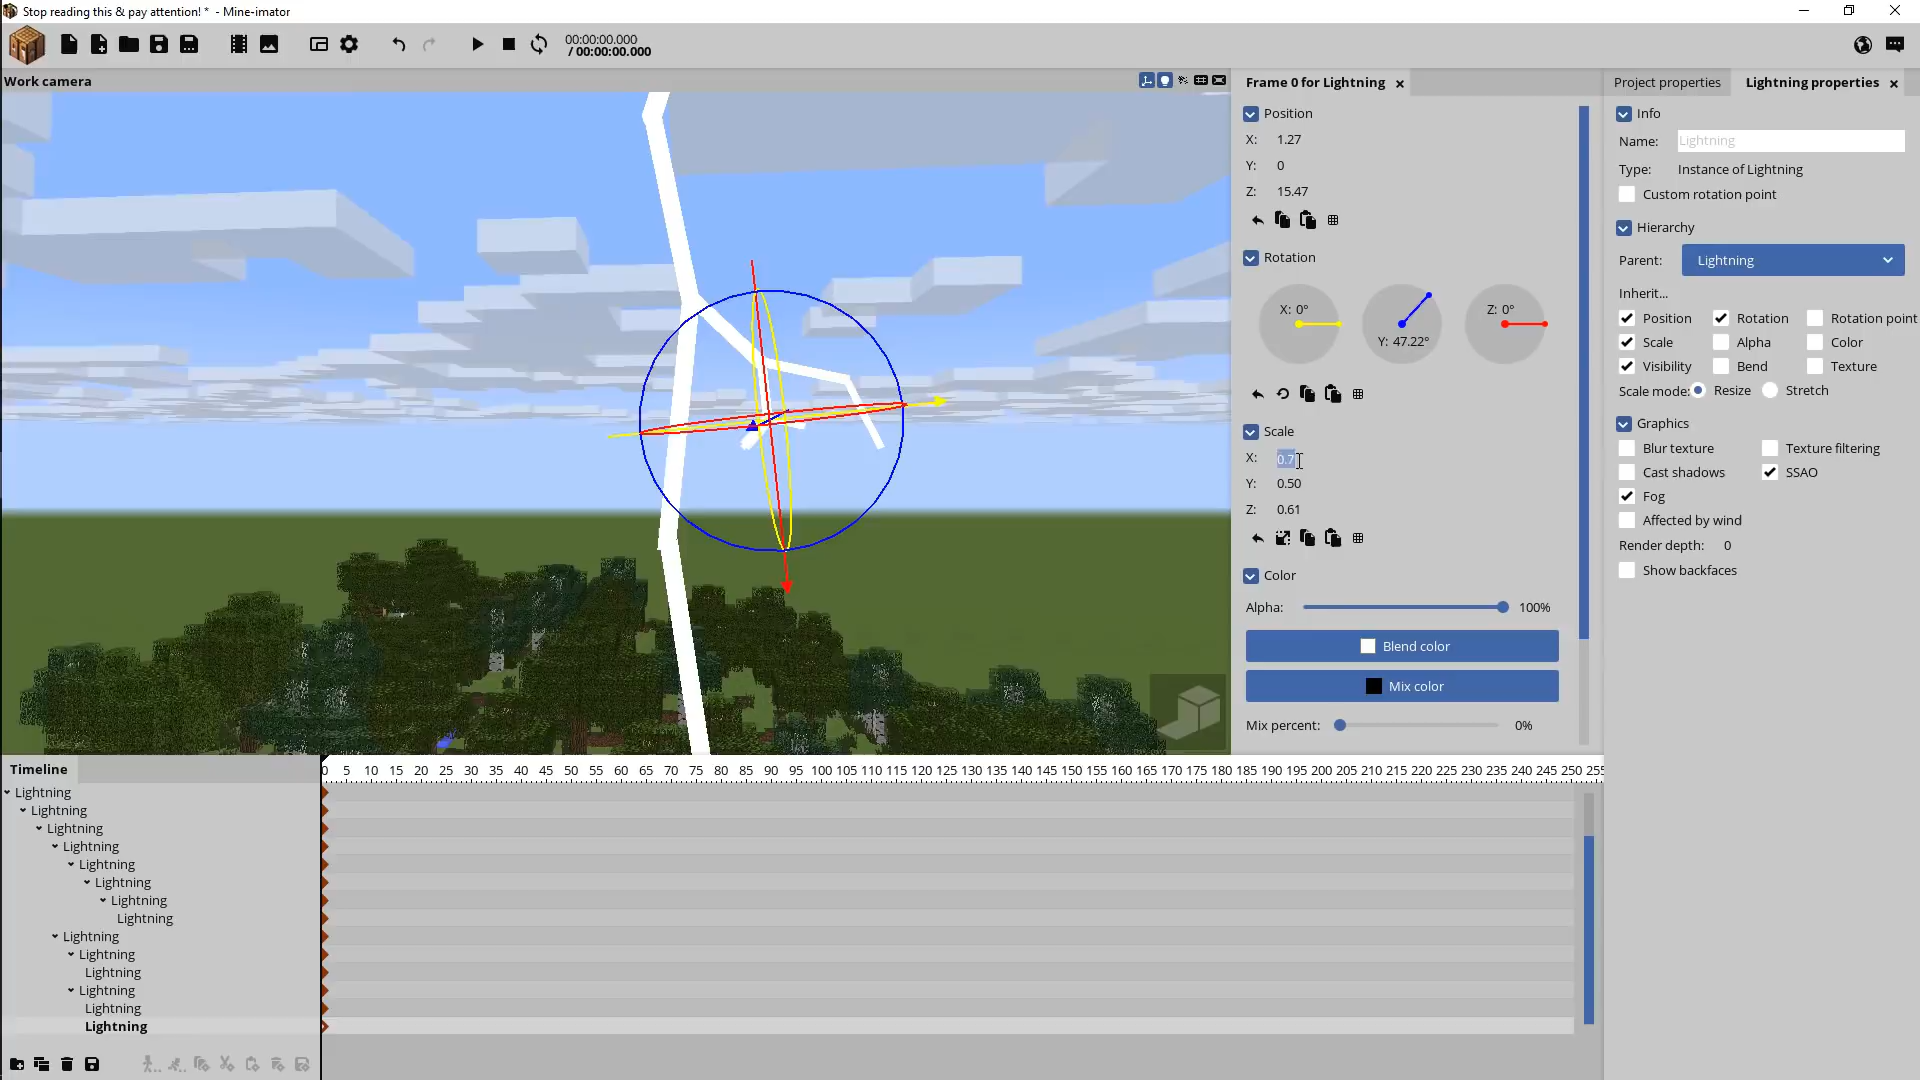 Stop reading this & pay attention! * - Mine-imator
00:00:00.000
/ 00:00:00.000
Work camera
Frame 0 for Lightning
Position
X: 1.27
Y: 0
Z: 15.47
Rotation
X: 0°
Y: 47.22°
Z: 0°
Scale
X: 0.7
Y: 0.50
Z: 0.61
Color
Alpha: 100%
Blend color
Mix color
Mix percent: 0%
Project properties
Lightning properties
Info
Name: Lightning
Type: Instance of Lightning
Custom rotation point
Hierarchy
Parent: Lightning
Inherit...
Position Rotation Rotation point
Scale Alpha Color
Visibility Bend Texture
Scale mode: Resize Stretch
Graphics
Blur texture Texture filtering
Cast shadows SSAO
Fog
Affected by wind
Render depth: 0
Show backfaces
Timeline
0 5 10 15 20 25 30 35 40 45 50 55 60 65 70 75 80 85 90 95 100 105 110 115 120 125 130 135 140 145 150 155 160 165 170 175 180 185 190 195 200 205 210 215 220 225 230 235 240 245 250 255
Lightning
Lightning
Lightning
Lightning
Lightning
Lightning
Lightning
Lightning
Lightning
Lightning
Lightning
Lightning
Lightning
Lightning